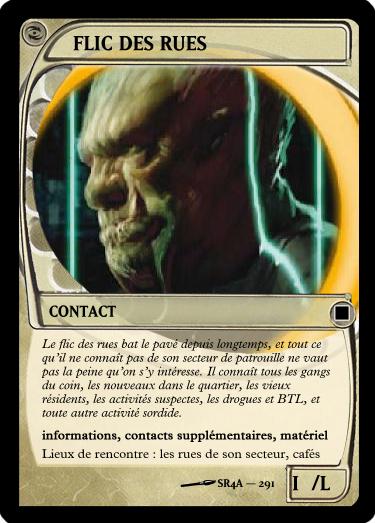 FLIC DES RUES
CONTACT
Le flic des rues bat le pavé depuis longtemps, et tout ce
qu'il ne connaît pas de son secteur de patrouille ne vaut
pas la peine qu'on s'y intéresse. Il connaît tous les gangs
du coin, les nouveaux dans le quartier, les vieux
résidents, les activités suspectes, les drogues et BTL, et
toute autre activité sordide.
informations, contacts supplémentaires, matériel
Lieux de rencontre : les rues de son secteur, cafés
SR4A — 291
I /L